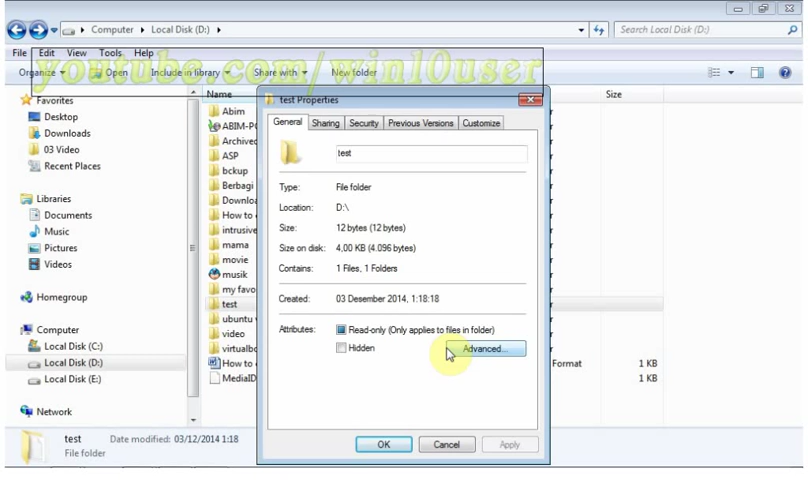 Computer Local Disk (D:)
Search Local Disk (D:)
File Edit View Tools Help
youtube.com/win10user
Organize Open Include in library Share with New folder
Favorites
Desktop
Downloads
03 Video
Recent Places
Libraries
Documents
Music
Pictures
Videos
Homegroup
Computer
Local Disk (C:)
Local Disk (D:)
Local Disk (E:)
Network
Name
Size
Abim
ABIM-PC
Archived
ASP
bckup
Berbagi
Downloa
How to
intrusive
mama
movie
musik
my favo
test
ubuntu
video
virtualbo
How to
Format 1 KB
MediaID
1 KB
test Properties
General Sharing Security Previous Versions Customize
test
Type: File folder
Location: D:\
Size: 12 bytes (12 bytes)
Size on disk: 4,00 KB (4.096 bytes)
Contains: 1 Files, 1 Folders
Created: 03 Desember 2014, 1:18:18
Attributes: Read-only (Only applies to files in folder)
Hidden
Advanced...
OK Cancel Apply
test Date modified: 03/12/2014 1:18
File folder